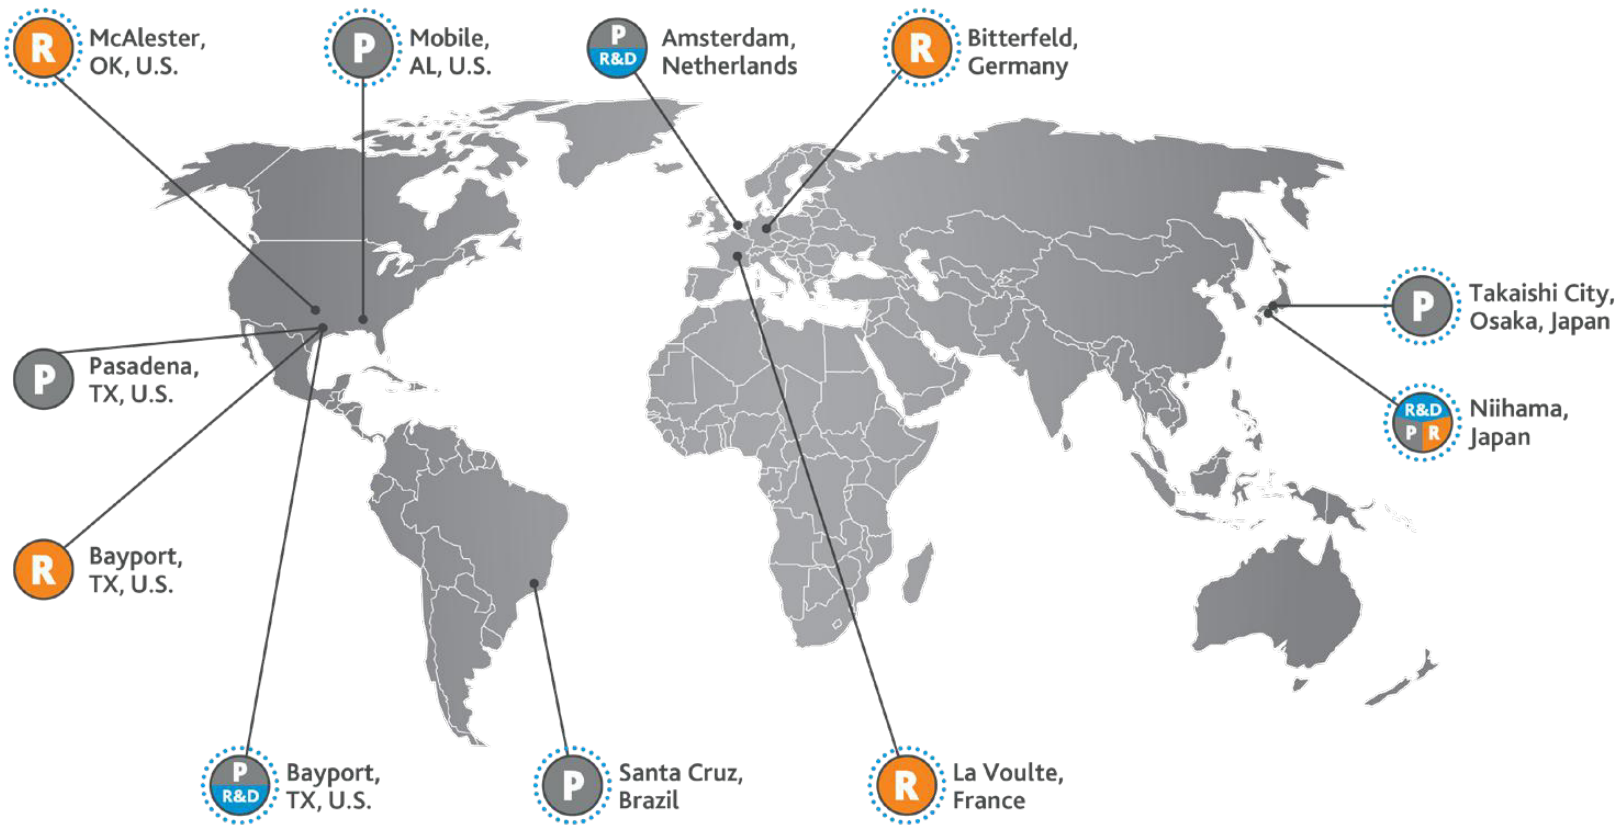 R
McAlester,
OK, U.S.
P
Mobile,
AL, U.S.
P
R&D
Amsterdam,
Netherlands
R
Bitterfeld,
Germany
P
Takaishi City,
Osaka, Japan
P
Pasadena,
TX, U.S.
R&D
P R
Niihama,
Japan
R
Bayport,
TX, U.S.
P
R&D
Bayport,
TX, U.S.
P
Santa Cruz,
Brazil
R
La Voulte,
France